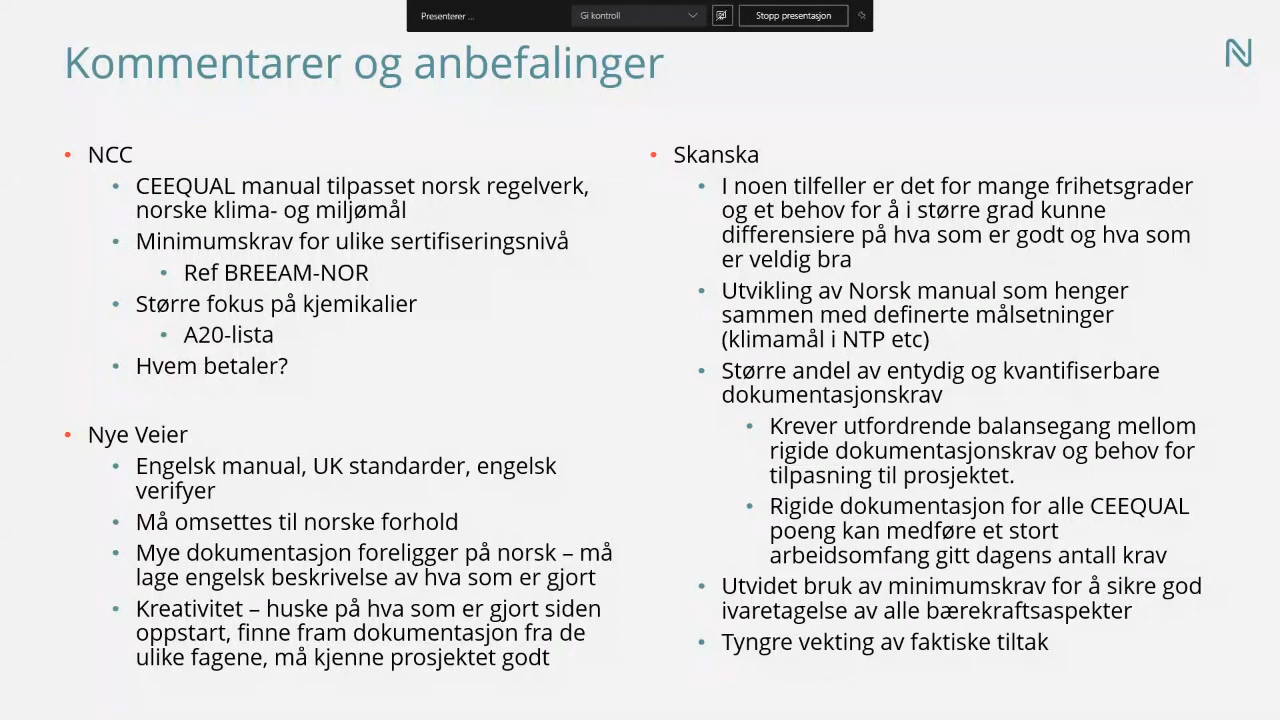 Presenterer ...
Gi kontroll
Stopp presentasjon
Kommentarer og anbefalinger
• NCC
• CEEQUAL manual tilpasset norsk regelverk,
norske klima- og miljømål
• Minimumskrav for ulike sertifiseringsnivå
• Ref BREEAM-NOR
• Større fokus på kjemikalier
• A20-lista
• Hvem betaler?
• Nye Veier
• Engelsk manual, UK standarder, engelsk
verifyer
• Må omsettes til norske forhold
• Mye dokumentasjon foreligger på norsk – må
lage engelsk beskrivelse av hva som er gjort
• Kreativitet – huske på hva som er gjort siden
oppstart, finne fram dokumentasjon fra de
ulike fagene, må kjenne prosjektet godt
• Skanska
• I noen tilfeller er det for mange frihetsgrader
og et behov for å i større grad kunne
differensiere på hva som er godt og hva som
er veldig bra
• Utvikling av Norsk manual som henger
sammen med definerte målsetninger
(klimamål i NTP etc)
• Større andel av entydig og kvantifiserbare
dokumentasjonskrav
• Krever utfordrende balansegang mellom
rigide dokumentasjonskrav og behov for
tilpasning til prosjektet.
• Rigide dokumentasjon for alle CEEQUAL
poeng kan medføre et stort
arbeidsomfang gitt dagens antall krav
• Utvidet bruk av minimumskrav for å sikre god
ivaretagelse av alle bærekraftsaspekter
• Tyngre vekting av faktiske tiltak